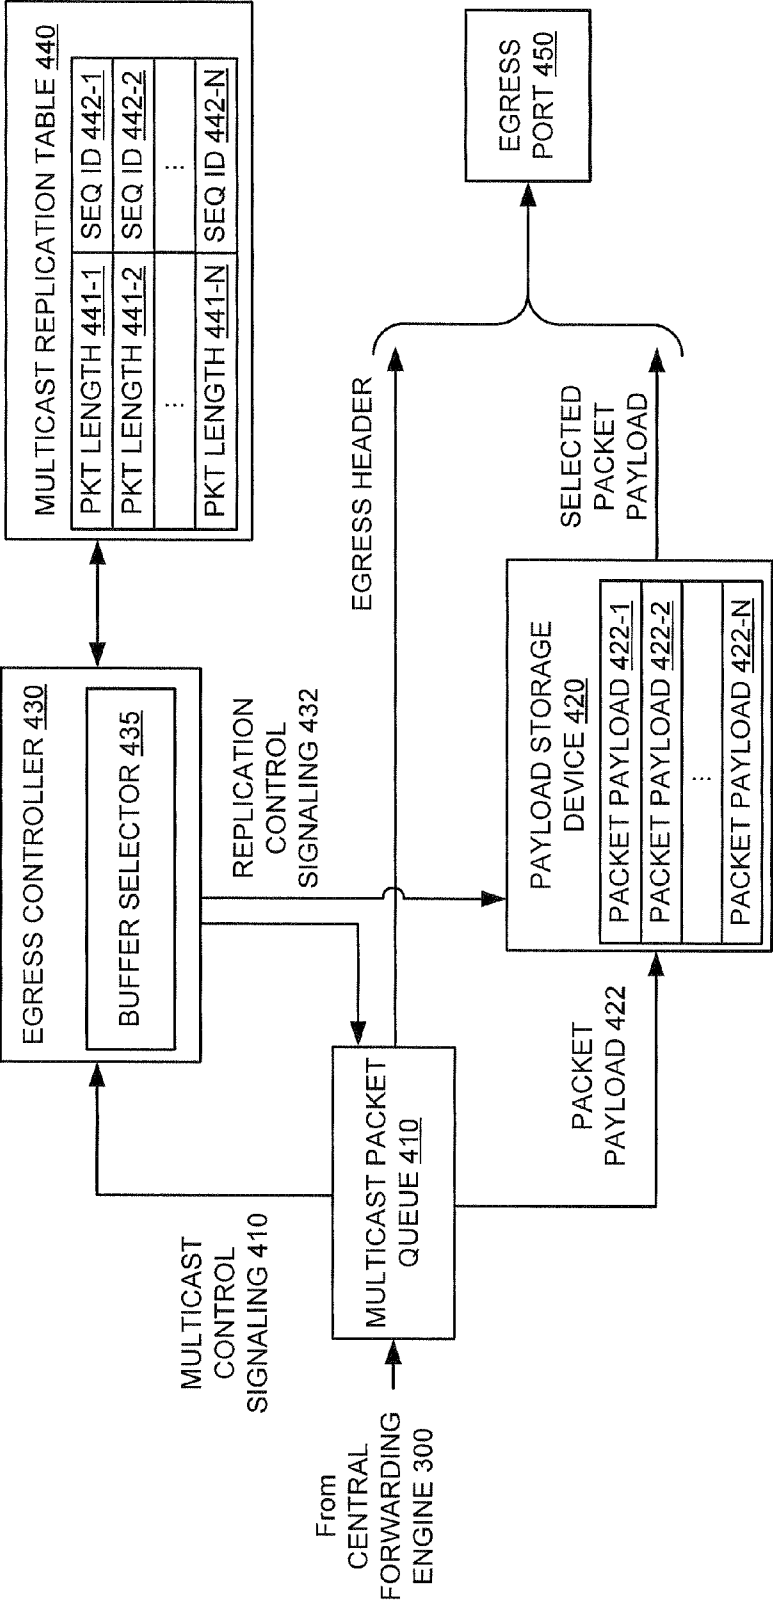 EGRESS CONTROLLER 430
BUFFER SELECTOR 435
MULTICAST REPLICATION TABLE 440
PKT LENGTH 441-1
SEQ ID 442-1
PKT LENGTH 441-2
SEQ ID 442-2
...
...
PKT LENGTH 441-N
SEQ ID 442-N
MULTICAST
CONTROL
SIGNALING 410
REPLICATION
CONTROL
SIGNALING 432
From
CENTRAL
FORWARDING
ENGINE 300
MULTICAST PACKET
QUEUE 410
EGRESS HEADER
EGRESS
PORT 450
PACKET
PAYLOAD 422
PAYLOAD STORAGE
DEVICE 420
PACKET PAYLOAD 422-1
PACKET PAYLOAD 422-2
...
PACKET PAYLOAD 422-N
SELECTED
PACKET
PAYLOAD